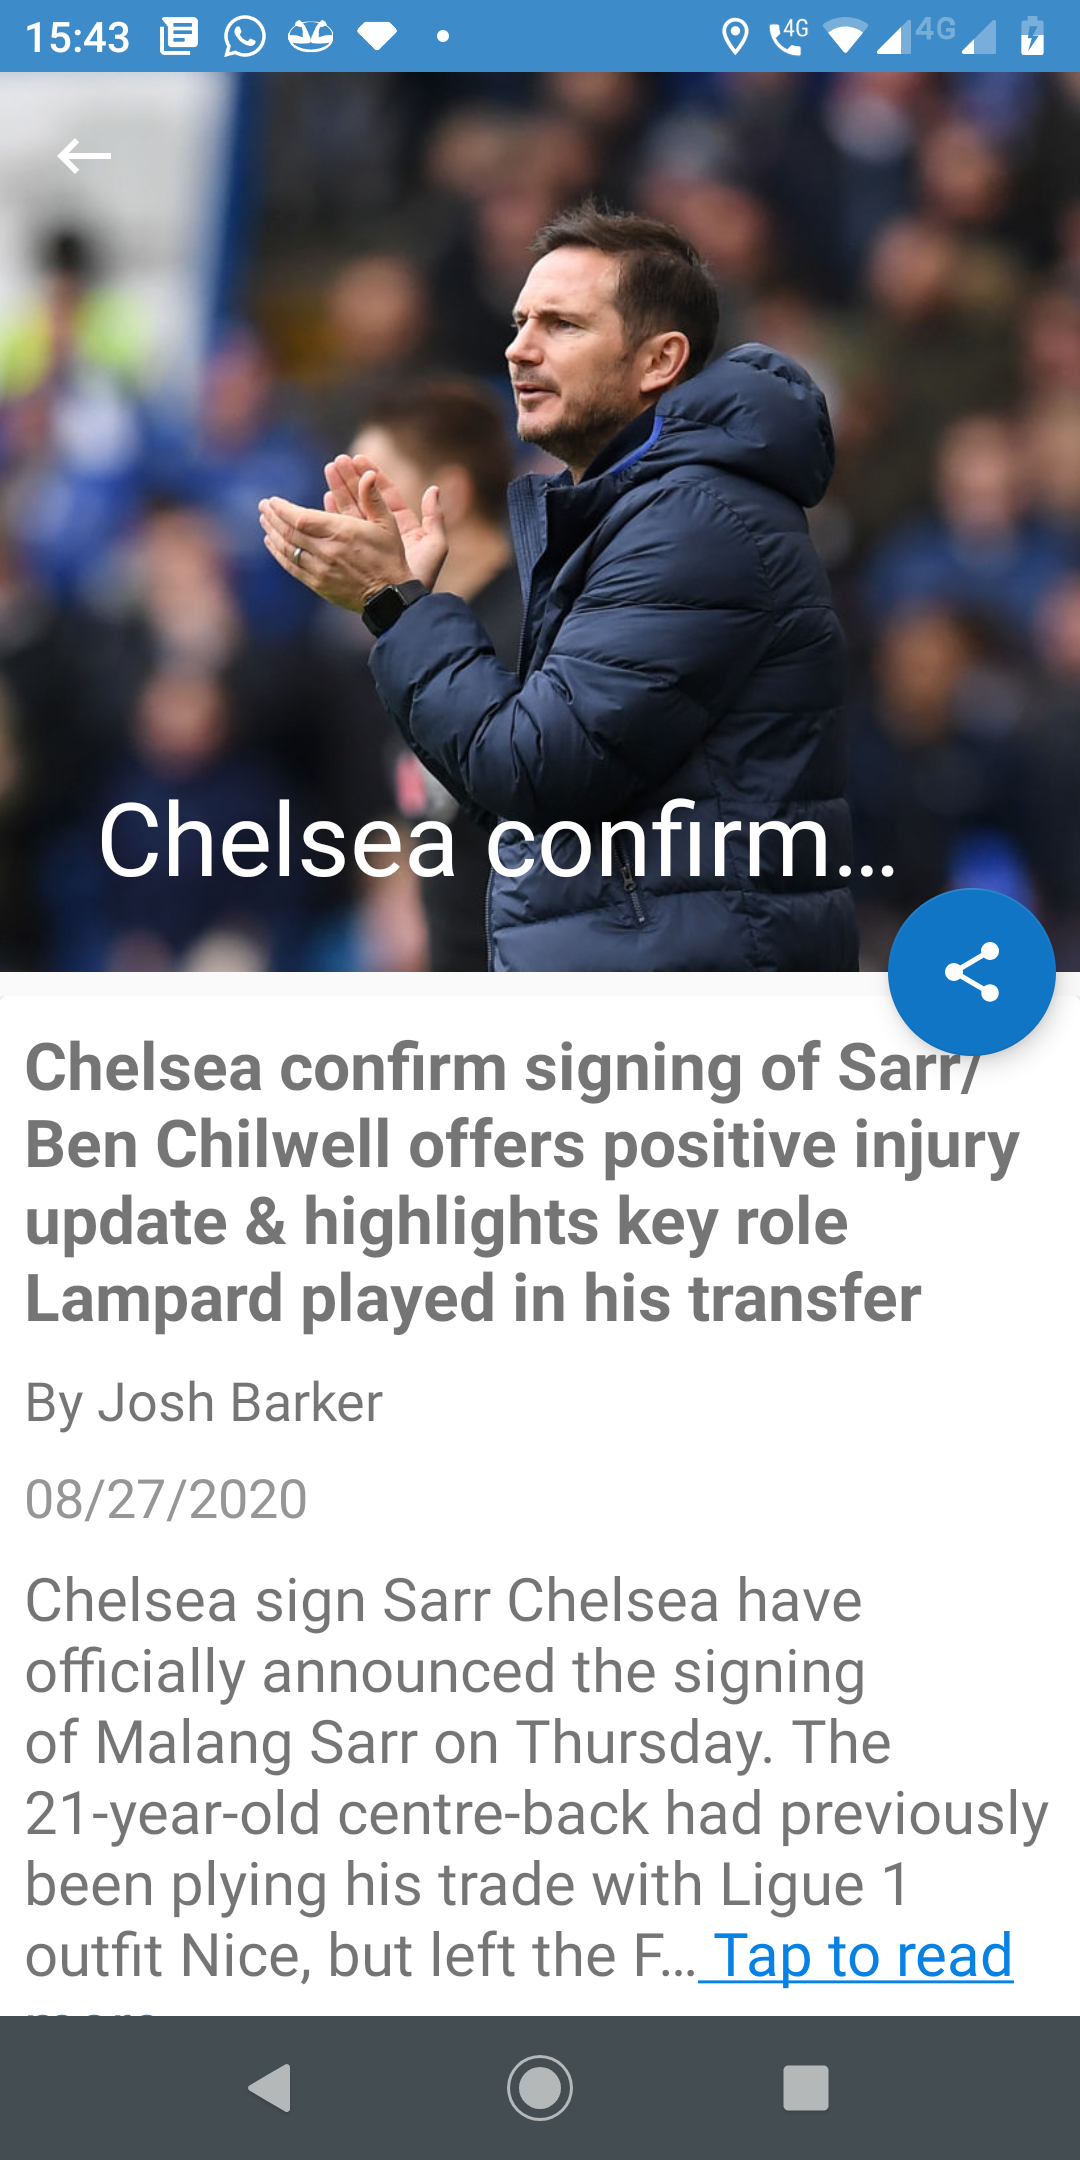 15:43
4G
4G
Chelsea confirm...
Chelsea confirm signing of Sarr/
Ben Chilwell offers positive injury
update & highlights key role
Lampard played in his transfer
By Josh Barker
08/27/2020
Chelsea sign Sarr Chelsea have
officially announced the signing
of Malang Sarr on Thursday. The
21-year-old centre-back had previously
been plying his trade with Ligue 1
outfit Nice, but left the F... Tap to read